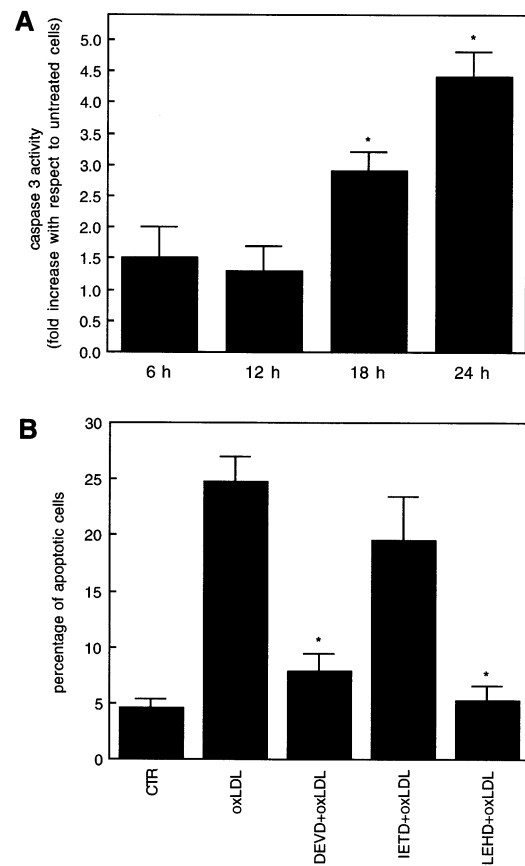 A
caspase 3 activity
(fold increase with respect to untreated cells)
5.0
4.5
4.0
3.5
3.0
2.5
2.0
1.5
1.0
0.5
0.0
*
*
6 h 12 h 18 h 24 h
B
percentage of apoptotic cells
30
25
20
15
10
5
0
*
*
CTR
oxLDL
DEVD+oxLDL
IETD+oxLDL
LEHD+oxLDL